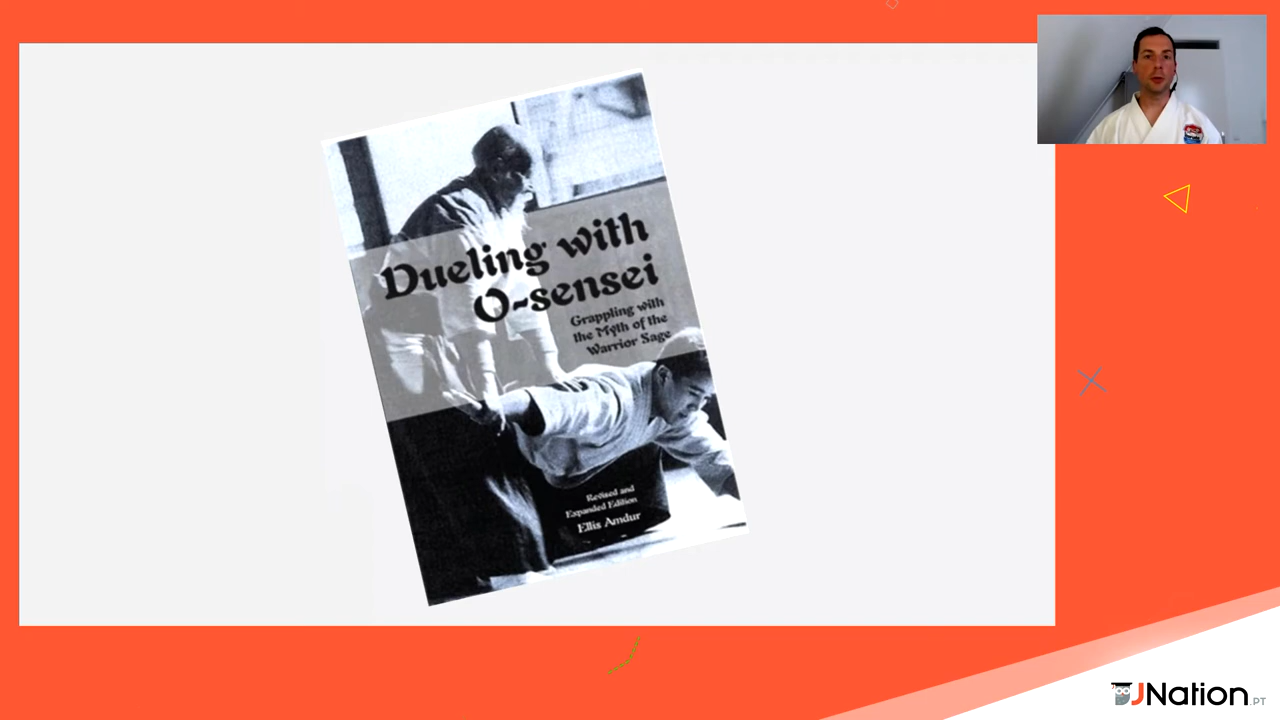 Dueling with
O-sensei
Grappling with
the Myth of the
Warrior Sage
Revised and
Expanded Edition
Ellis Amdur
JNation.PT